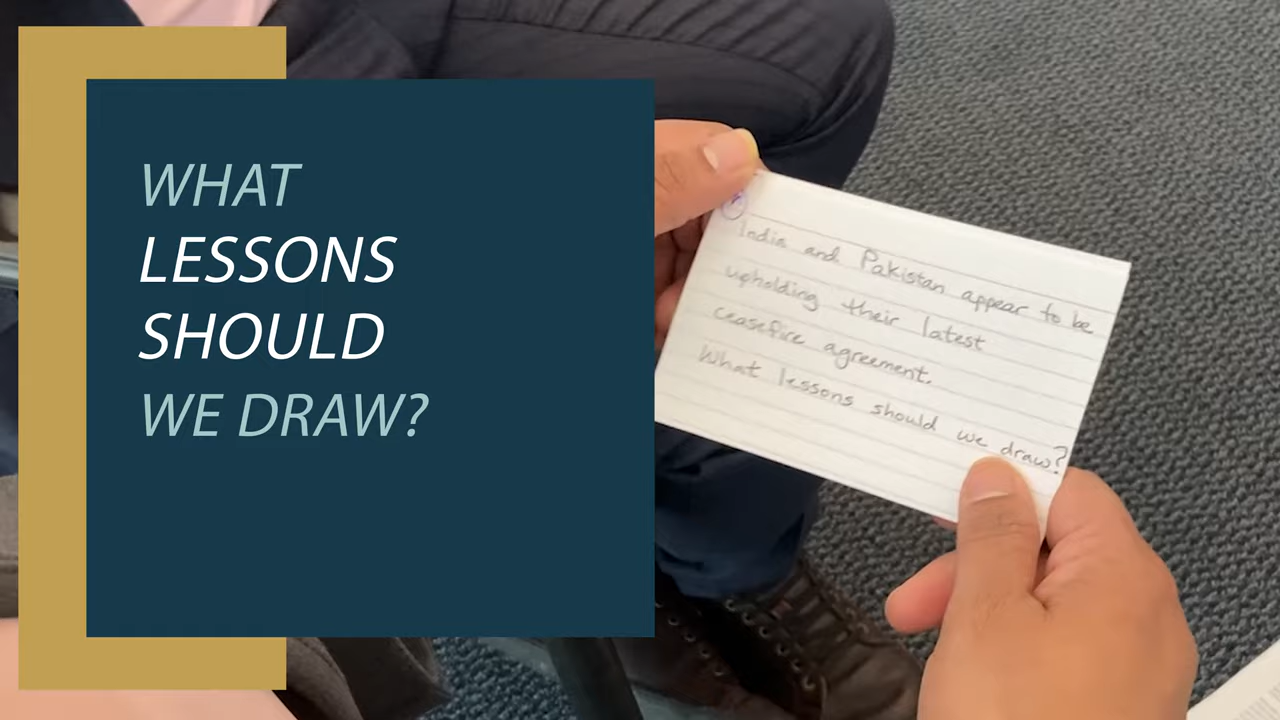 WHAT
LESSONS
SHOULD
WE DRAW?
India and Pakistan appear to be
upholding their latest
ceasefire agreement.
What lessons should we draw?